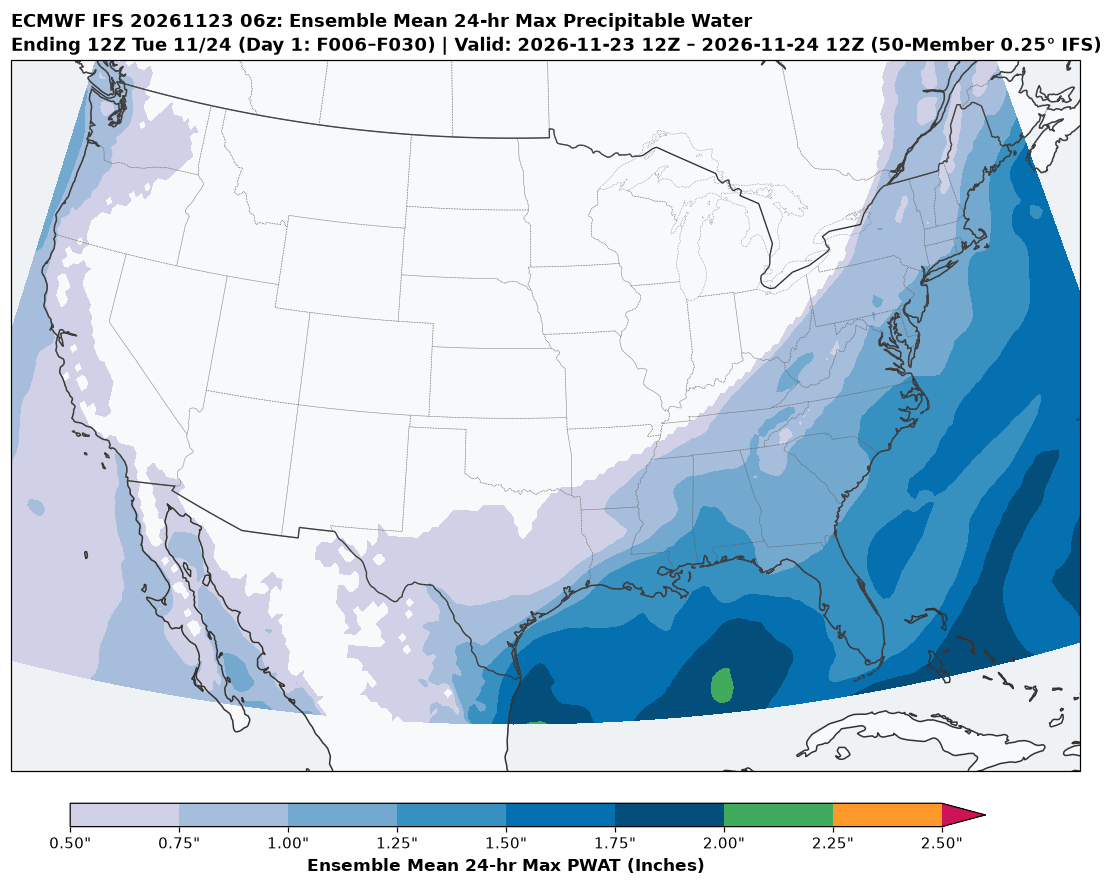 ECMWF IFS 20261123 06z: Ensemble Mean 24-hr Max Precipitable Water
Ending 12Z Tue 11/24 (Day 1: F006–F030) | Valid: 2026-11-23 12Z – 2026-11-24 12Z (50-Member 0.25° IFS)
0.50" 0.75" 1.00" 1.25" 1.50" 1.75" 2.00" 2.25" 2.50"
Ensemble Mean 24-hr Max PWAT (Inches)